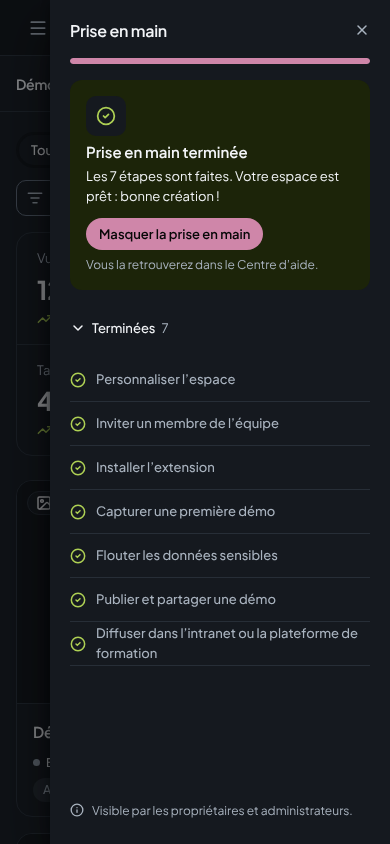 Prise en main
Prise en main terminée
Les 7 étapes sont faites. Votre espace est
prêt : bonne création !
Masquer la prise en main
Vous la retrouverez dans le Centre d’aide.
Terminées 7
Personnaliser l’espace
Inviter un membre de l’équipe
Installer l’extension
Capturer une première démo
Flouter les données sensibles
Publier et partager une démo
Diffuser dans l’intranet ou la plateforme de
formation
Visible par les propriétaires et administrateurs.